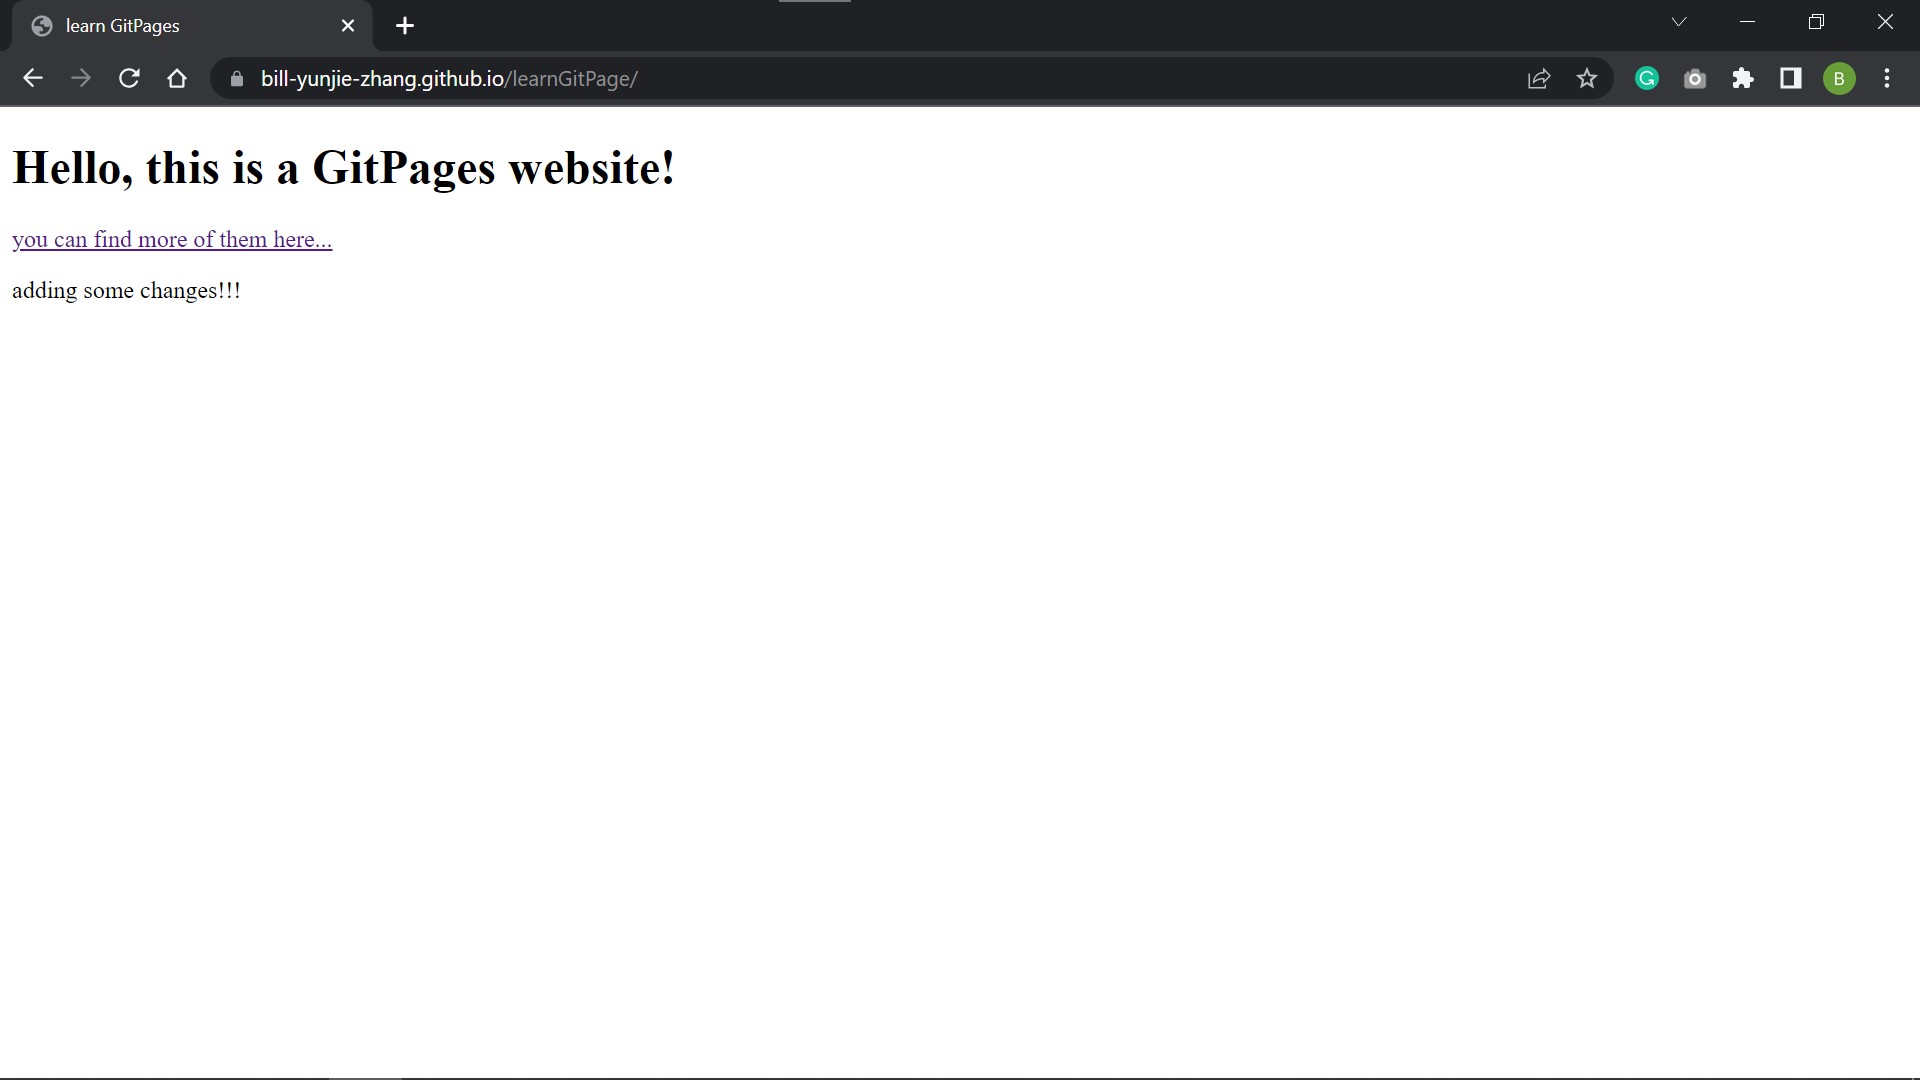 learn GitPages
bill-yunjie-zhang.github.io/learnGitPage/
B
Hello, this is a GitPages website!
you can find more of them here...
adding some changes!!!